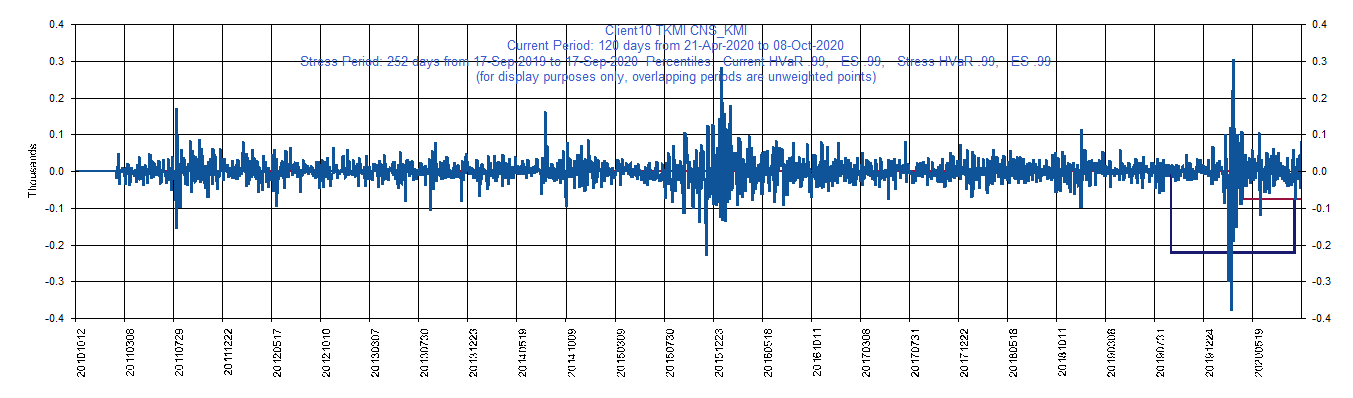 Client10 TKMI CNS_KMI
Current Period: 120 days from 21-Apr-2020 to 08-Oct-2020
Stress Period: 252 days from 17-Sep-2019 to 17-Sep-2020 Percentiles: Current HVaR .99, ES .99, Stress HVaR .99, ES .99
(for display purposes only, overlapping periods are unweighted points)
0.4 0.4
0.3 0.3
0.2 0.2
0.1 0.1
0.0 0.0
-0.1 -0.1
-0.2 -0.2
-0.3 -0.3
-0.4 -0.4
Thousands
20101012 20110308 20110729 20111222 20120517 20121010 20130307 20130730 20131223 20140519 20141009 20150309 20150730 20151223 20160518 20161011 20170308 20170731 20171222 20180518 20181011 20190308 20190731 20191224 20200519